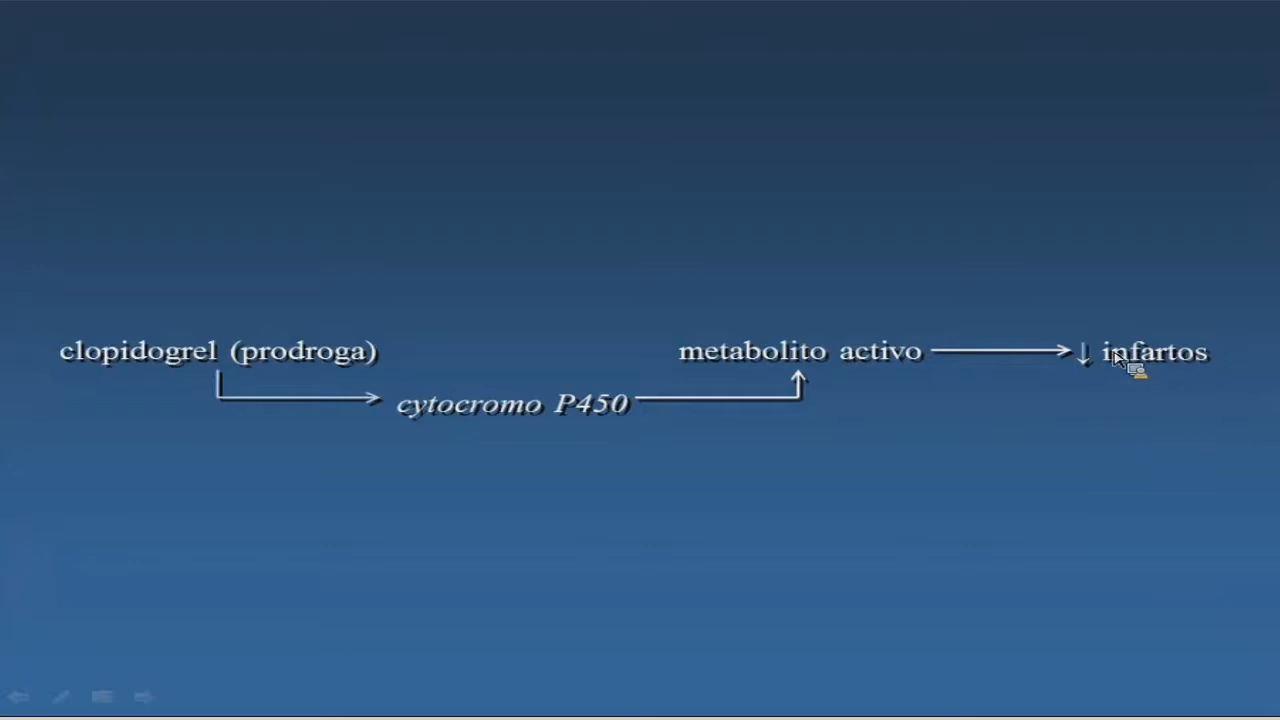 clopidogrel (prodroga) metabolito activo ↓ infartos
cytocromo P450